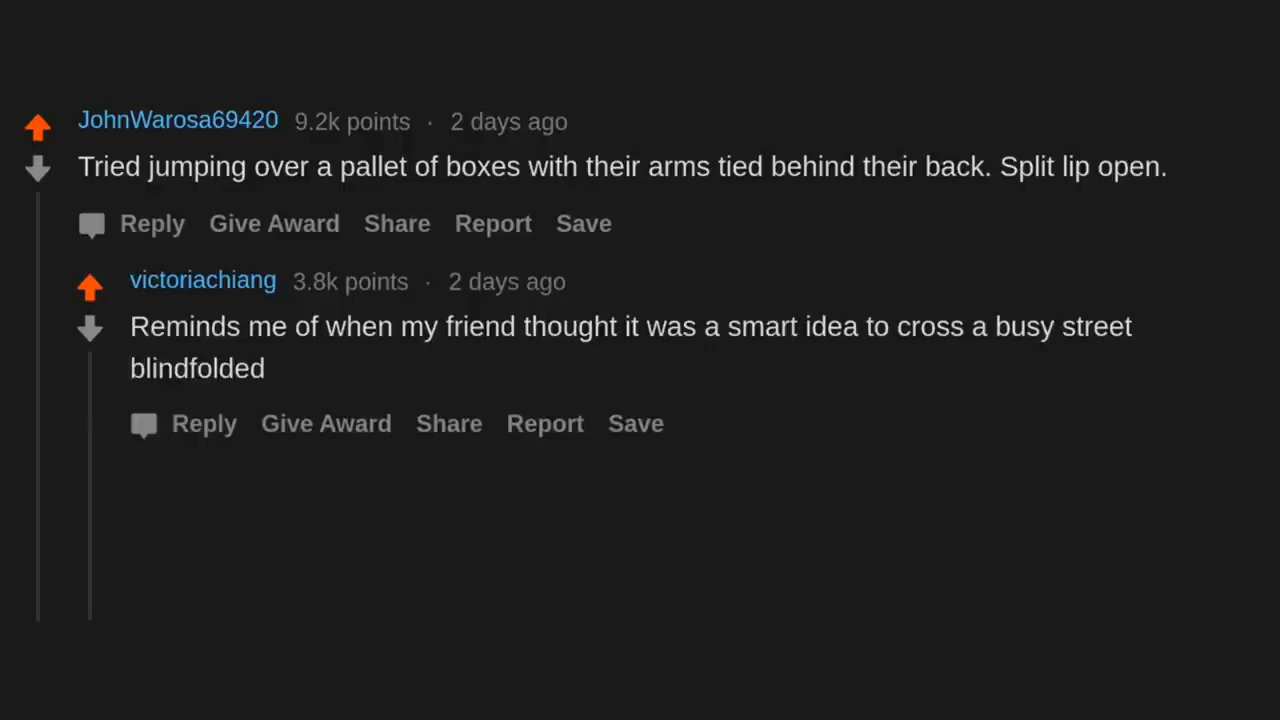 JohnWarosa69420 9.2k points · 2 days ago
Tried jumping over a pallet of boxes with their arms tied behind their back. Split lip open.
Reply Give Award Share Report Save
victoriachiang 3.8k points · 2 days ago
Reminds me of when my friend thought it was a smart idea to cross a busy street
blindfolded
Reply Give Award Share Report Save